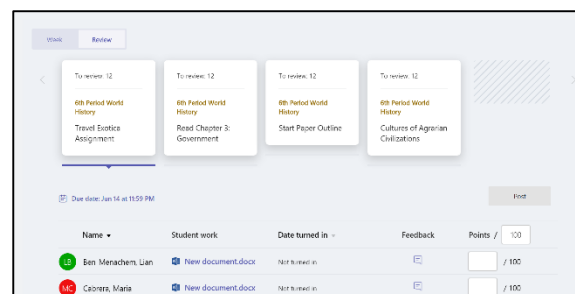 Work Review
To review: 12 To review: 12 To review: 12 To review: 12
6th Period World 6th Period World 6th Period World 6th Period World
History History History History
Travel Exotica Read Chapter 3: Start Paper Outline Cultures of Agrarian
Assignment Government Civilizations
Due date: Jun 14 at 11:59 PM Post
Name Student work Date turned in Feedback Points / 100
LB Ben Menachem, Lian New document.docx Not turned in / 100
MC Cabrera, Maria New document.docx Not turned in / 100